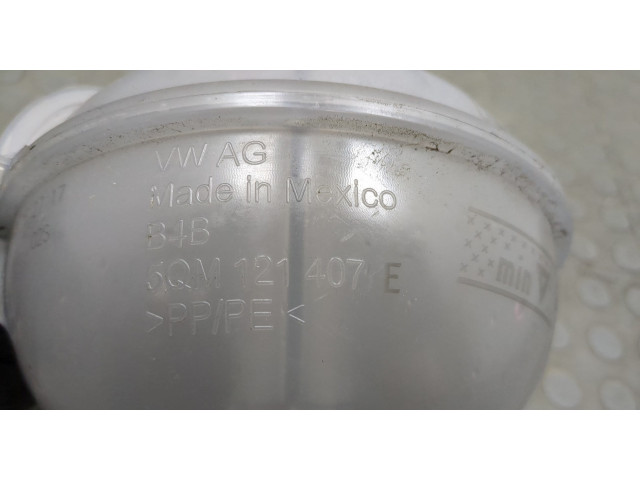 VW AG
Made in Mexico
B4B
5QM 121 407 E
>PP/PE<
min